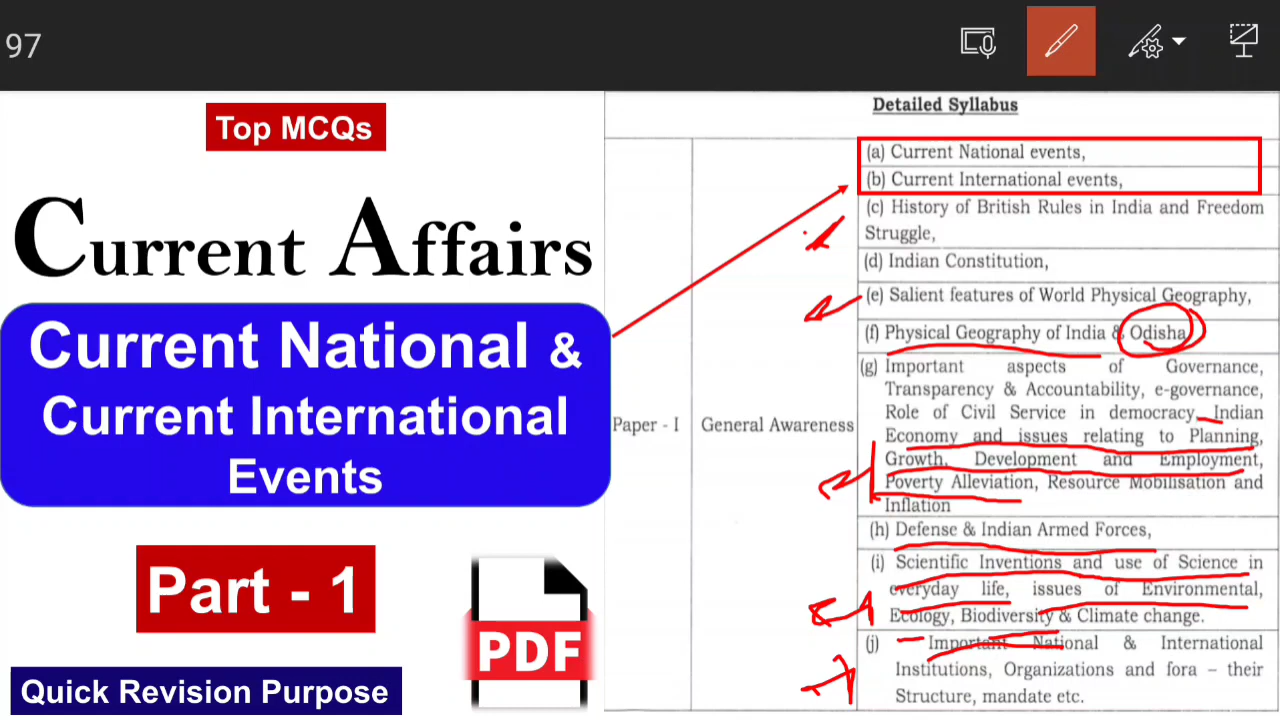 97
Top MCQs
Current Affairs
Current National &
Current International
Events
Part - 1
PDF
Quick Revision Purpose
Detailed Syllabus
Paper - I
General Awareness
(a) Current National events,
(b) Current International events,
(c) History of British Rules in India and Freedom
Struggle,
(d) Indian Constitution,
(e) Salient features of World Physical Geography,
(f) Physical Geography of India & Odisha
(g) Important aspects of Governance,
Transparency & Accountability, e-governance,
Role of Civil Service in democracy, Indian
Economy and issues relating to Planning,
Growth, Development and Employment,
Poverty Alleviation, Resource Mobilisation and
Inflation
(h) Defense & Indian Armed Forces,
(i) Scientific Inventions and use of Science in
everyday life, issues of Environmental,
Ecology, Biodiversity & Climate change.
(j) Important National & International
Institutions, Organizations and fora – their
Structure, mandate etc.